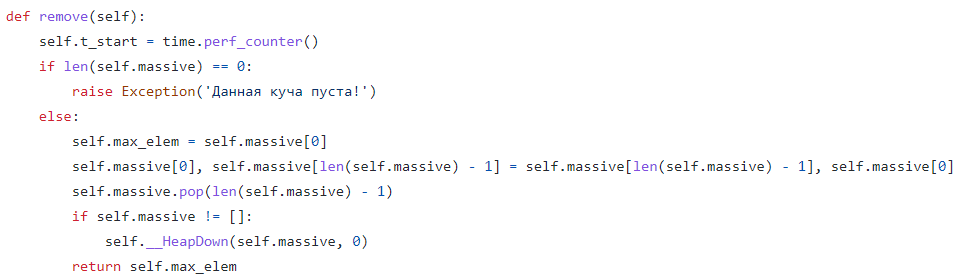 def remove(self):
    self.t_start = time.perf_counter()
    if len(self.massive) == 0:
        raise Exception('Данная куча пуста!')
    else:
        self.max_elem = self.massive[0]
        self.massive[0], self.massive[len(self.massive) - 1] = self.massive[len(self.massive) - 1], self.massive[0]
        self.massive.pop(len(self.massive) - 1)
        if self.massive != []:
            self.__HeapDown(self.massive, 0)
        return self.max_elem